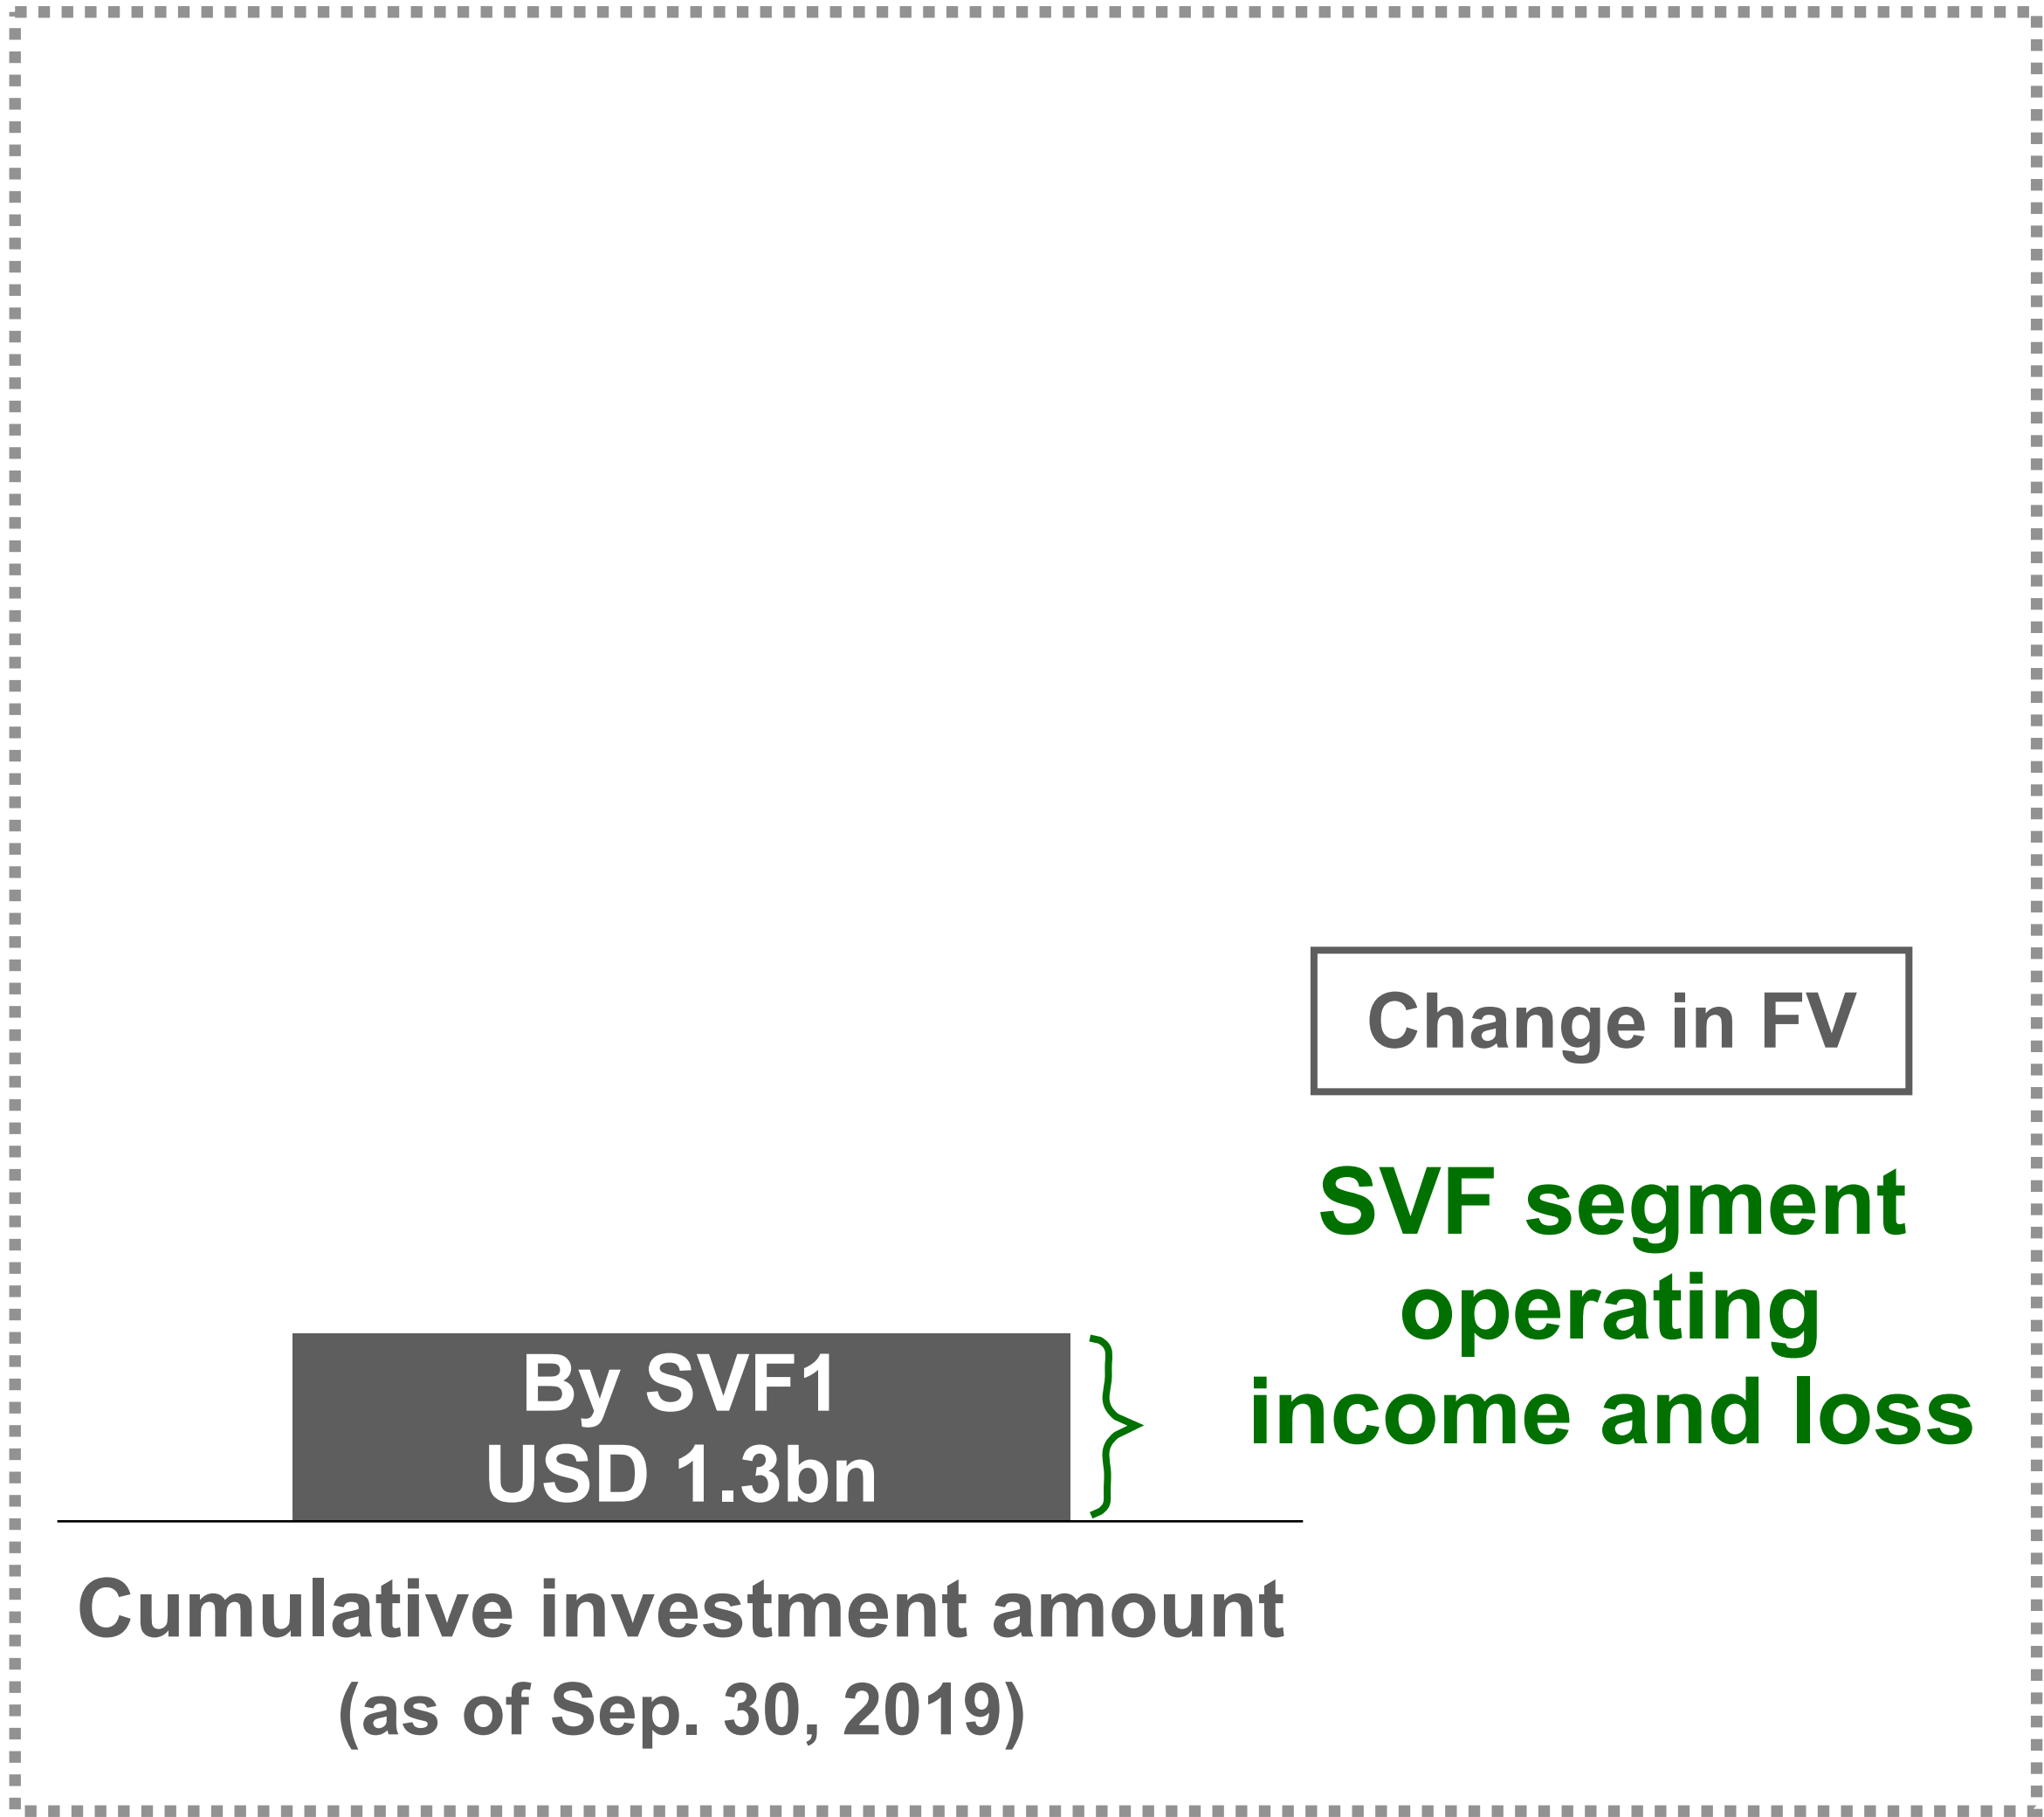 Change in FV
SVF segment
operating
income and loss
By SVF1
USD 1.3bn
Cumulative investment amount
(as of Sep. 30, 2019)